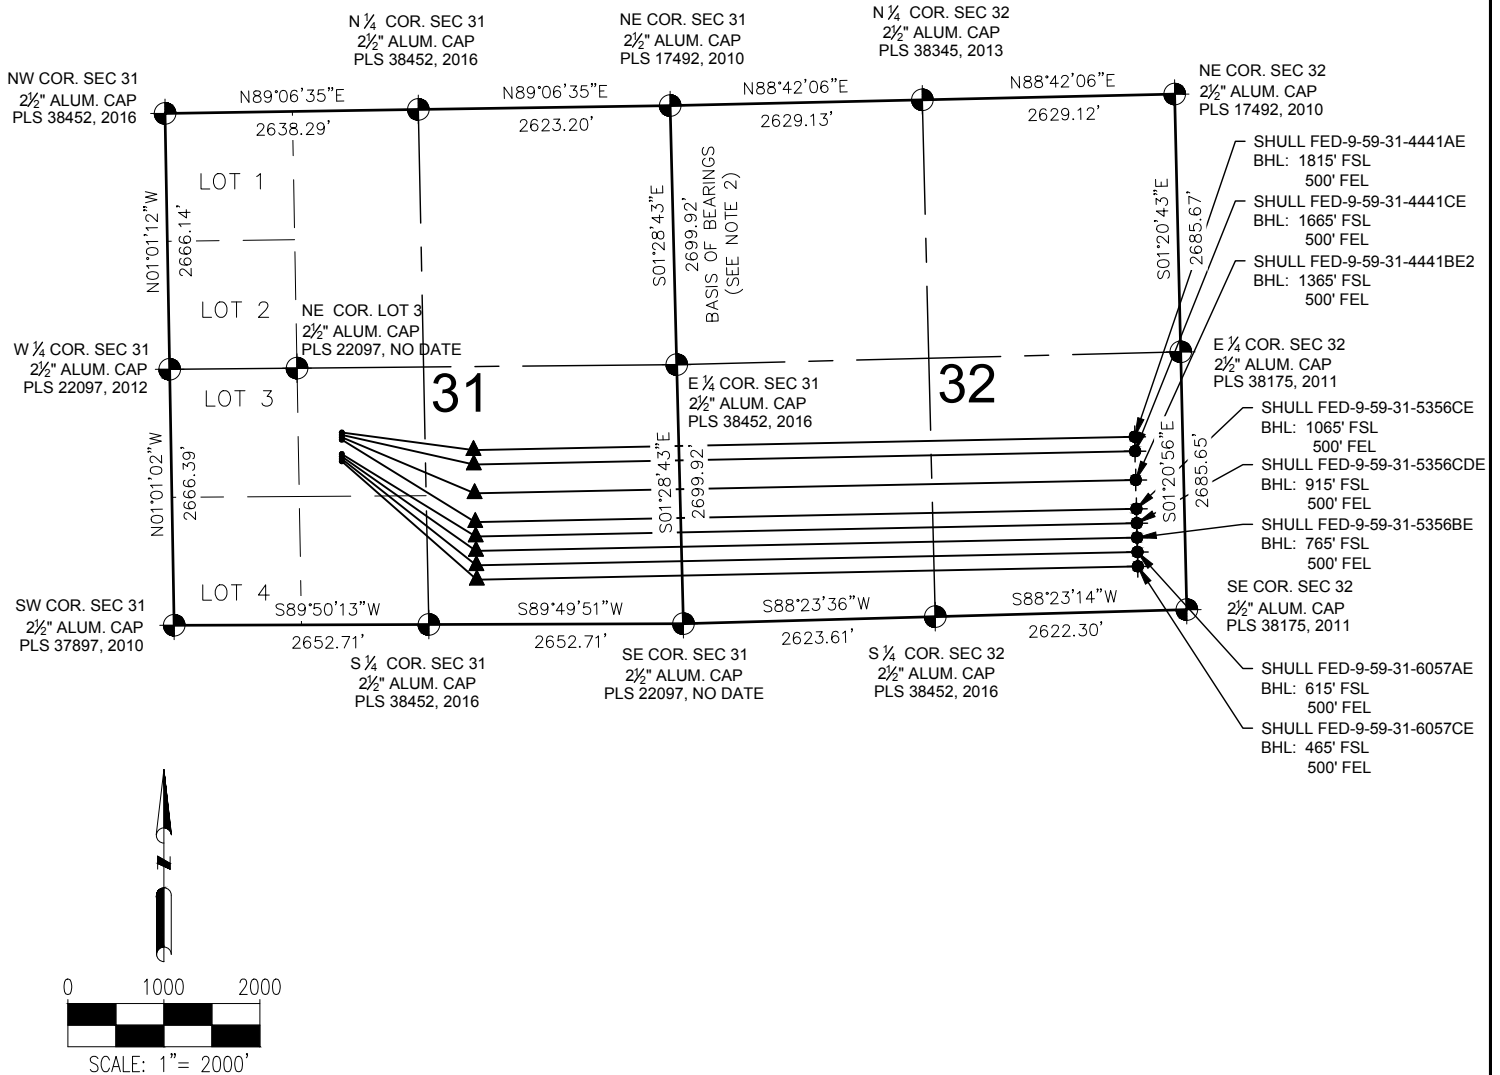 N ¼ COR. SEC 31
2½" ALUM. CAP
PLS 38452, 2016
NE COR. SEC 31
2½" ALUM. CAP
PLS 17492, 2010
N ¼ COR. SEC 32
2½" ALUM. CAP
PLS 38345, 2013
NW COR. SEC 31
2½" ALUM. CAP
PLS 38452, 2016
NE COR. SEC 32
2½" ALUM. CAP
PLS 17492, 2010
N89°06'35"E
2638.29'
N89°06'35"E
2623.20'
N88°42'06"E
2629.13'
N88°42'06"E
2629.12'
SHULL FED-9-59-31-4441AE
BHL: 1815' FSL
500' FEL
SHULL FED-9-59-31-4441CE
BHL: 1665' FSL
500' FEL
SHULL FED-9-59-31-4441BE2
BHL: 1365' FSL
500' FEL
LOT 1
N01°01'12"W
2666.14'
LOT 2
S01°28'43"E
2699.92'
BASIS OF BEARINGS
(SEE NOTE 2)
S01°20'43"E
2685.67'
NE COR. LOT 3
2½" ALUM. CAP
PLS 22097, NO DATE
W ¼ COR. SEC 31
2½" ALUM. CAP
PLS 22097, 2012
E ¼ COR. SEC 32
2½" ALUM. CAP
PLS 38175, 2011
LOT 3
31
E ¼ COR. SEC 31
2½" ALUM. CAP
PLS 38452, 2016
32
N01°01'02"W
2666.39'
S01°28'43"E
2699.92'
S01°20'56"E
2685.65'
SHULL FED-9-59-31-5356CE
BHL: 1065' FSL
500' FEL
SHULL FED-9-59-31-5356CDE
BHL: 915' FSL
500' FEL
SHULL FED-9-59-31-5356BE
BHL: 765' FSL
500' FEL
LOT 4
SW COR. SEC 31
2½" ALUM. CAP
PLS 37897, 2010
S89°50'13"W
2652.71'
S89°49'51"W
2652.71'
S88°23'36"W
2623.61'
S88°23'14"W
2622.30'
SE COR. SEC 32
2½" ALUM. CAP
PLS 38175, 2011
S ¼ COR. SEC 31
2½" ALUM. CAP
PLS 38452, 2016
SE COR. SEC 31
2½" ALUM. CAP
PLS 22097, NO DATE
S ¼ COR. SEC 32
2½" ALUM. CAP
PLS 38452, 2016
SHULL FED-9-59-31-6057AE
BHL: 615' FSL
500' FEL
SHULL FED-9-59-31-6057CE
BHL: 465' FSL
500' FEL
N
0 1000 2000
SCALE: 1"= 2000'